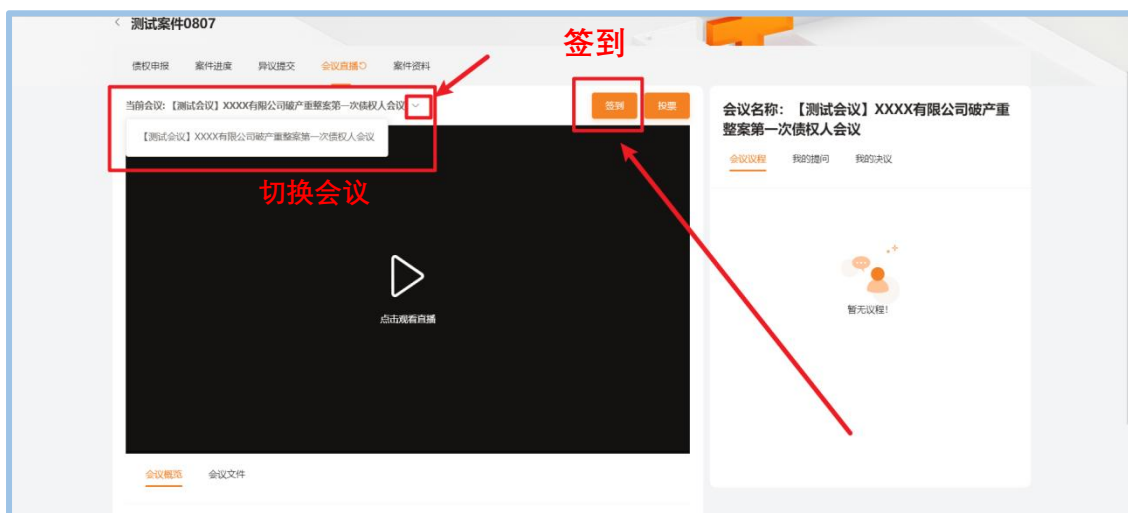 测试案件0807
签到
债权申报 案件进度 异议提交 会议直播 案件资料
当前会议:【测试会议】XXXX有限公司破产重整案第一次债权人会议
签到 投票
【测试会议】XXXX有限公司破产重整案第一次债权人会议
切换会议
点击观看直播
会议概览 会议文件
会议名称:【测试会议】XXXX有限公司破产重
整案第一次债权人会议
会议议程 我的提问 我的决议
暂无议程!